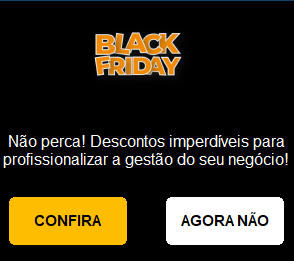 BLACK
FRIDAY
Não perca! Descontos imperdíveis para
profissionalizar a gestão do seu negócio!
CONFIRA
AGORA NÃO